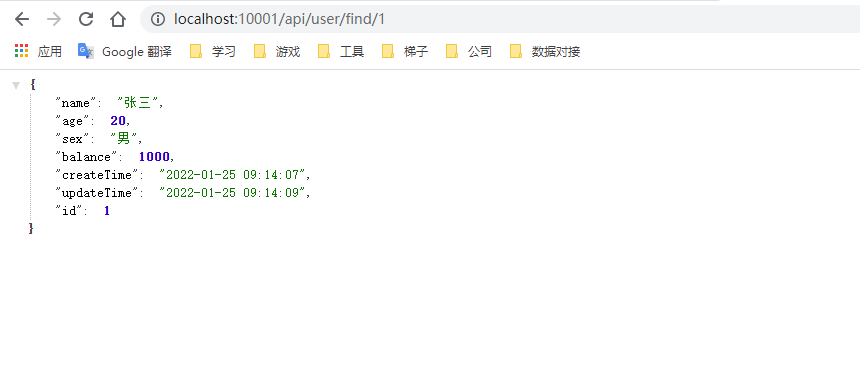 localhost:10001/api/user/find/1
应用 Google 翻译 学习 游戏 工具 梯子 公司 数据对接
{
"name": "张三",
"age": 20,
"sex": "男",
"balance": 1000,
"createTime": "2022-01-25 09:14:07",
"updateTime": "2022-01-25 09:14:09",
"id": 1
}